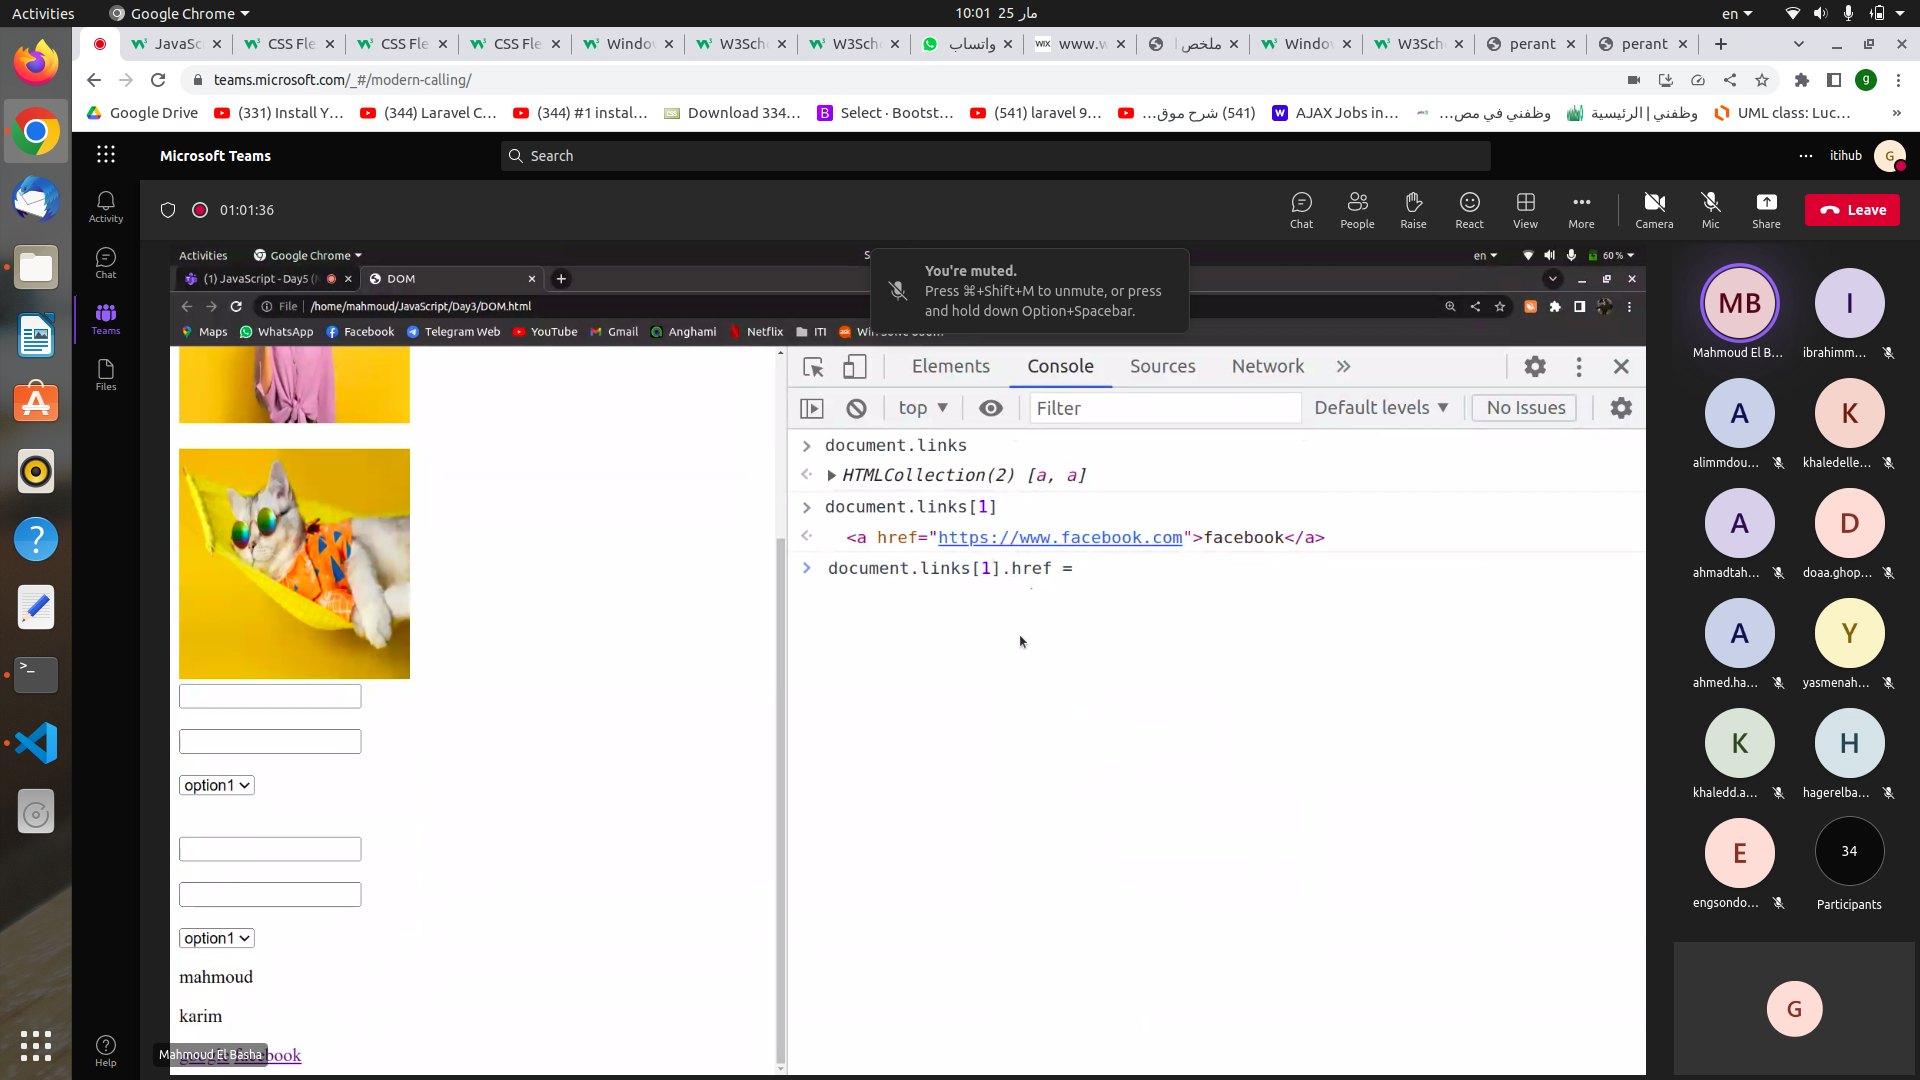 Activities
Google Chrome
10:01 25 مار
en
JavaSc
CSS Fle
CSS Fle
CSS Fle
Window
W3Sch
W3Sch
واتساب
WIX www.w
ملخص ا
Window
W3Sch
perant
perant
teams.microsoft.com/_#/modern-calling/
g
Google Drive
(331) Install Y...
(344) Laravel C...
(344) #1 instal...
Download 334...
Select · Bootst...
(541) laravel 9...
(541) شرح موق...
AJAX Jobs in...
وظفني في مص...
وظفني | الرئيسية
UML class: Luc...
»
Microsoft Teams
Search
itihub
G
Activity
Chat
Teams
Files
Help
01:01:36
Chat
People
Raise
React
View
More
Camera
Mic
Share
Leave
Activities
Google Chrome
en
60 %
You're muted.
Press ⌘+Shift+M to unmute, or press
and hold down Option+Spacebar.
(1) JavaScript - Day5 (
DOM
File
/home/mahmoud/JavaScript/Day3/DOM.html
Maps
WhatsApp
Facebook
Telegram Web
YouTube
Gmail
Anghami
Netflix
ITI
Elements
Console
Sources
Network
»
top
Filter
Default levels
No Issues
document.links
HTMLCollection(2) [a, a]
document.links[1]
<a href="https://www.facebook.com">facebook</a>
document.links[1].href =
option1
option1
mahmoud
karim
Mahmoud El Basha
MB
Mahmoud El B...
I
ibrahimm...
A
alimmdou...
K
khaledelle...
A
ahmadtah...
D
doaa.ghop...
A
ahmed.ha...
Y
yasmenah...
K
khaledd.a...
H
hagerelba...
E
engsondo...
34
Participants
G